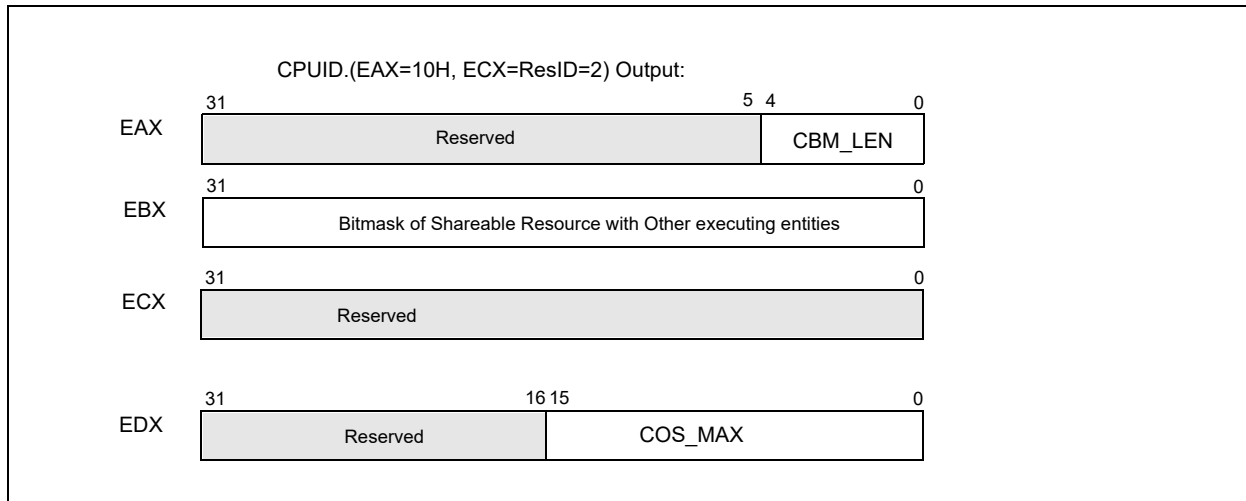 CPUID.(EAX=10H, ECX=ResID=2) Output:
31 5 4 0
EAX Reserved CBM_LEN
31 0
EBX Bitmask of Shareable Resource with Other executing entities
31 0
ECX Reserved
31 16 15 0
EDX Reserved COS_MAX